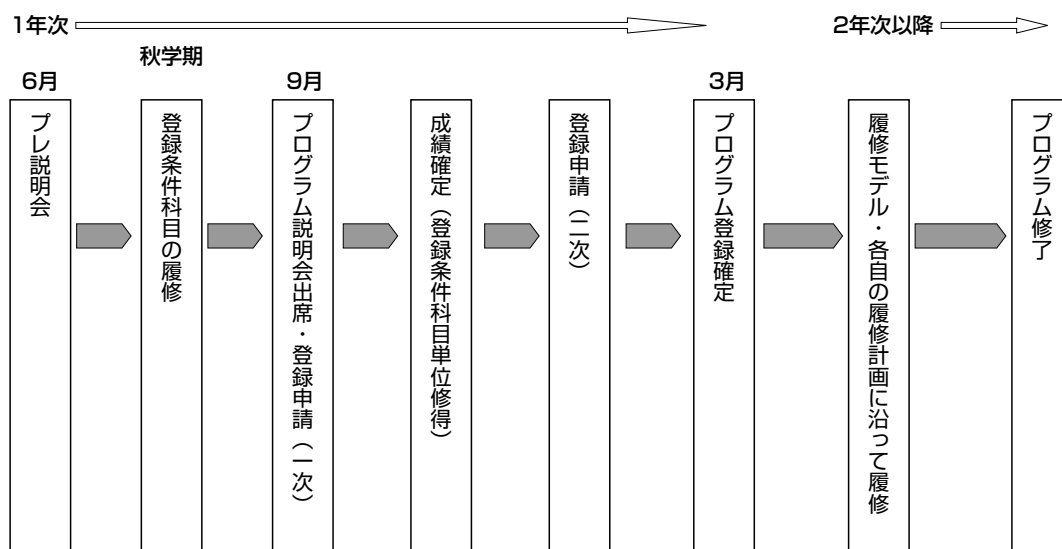 1年次
2年次以降
秋学期
6月
9月
3月
プレ説明会
登録条件科目の履修
プログラム説明会出席・登録申請（一次）
成績確定（登録条件科目単位修得）
登録申請（二次）
プログラム登録確定
履修モデル・各自の履修計画に沿って履修
プログラム修了